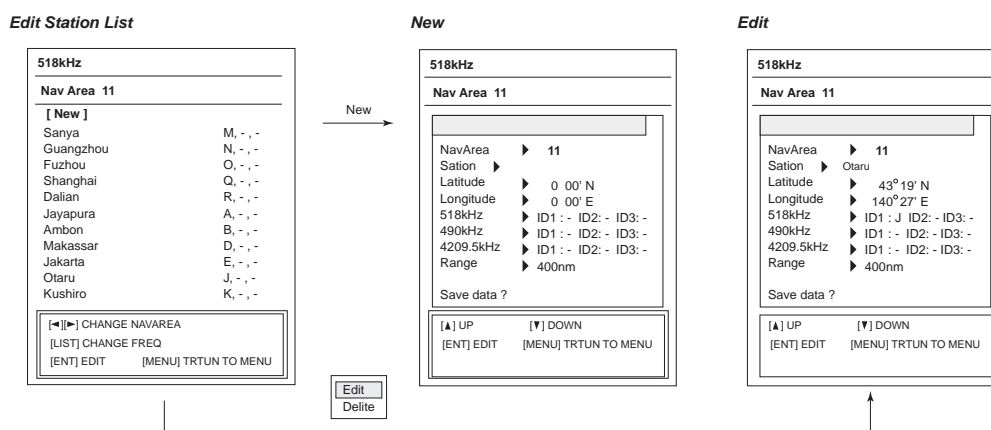 Edit Station List
518kHz
Nav Area 11
[ New ]
Sanya M, - , -
Guangzhou N, - , -
Fuzhou O, - , -
Shanghai Q, - , -
Dalian R, - , -
Jayapura A, - , -
Ambon B, - , -
Makassar D, - , -
Jakarta E, - , -
Otaru J, - , -
Kushiro K, - , -
[◄][►] CHANGE NAVAREA
[LIST] CHANGE FREQ
[ENT] EDIT [MENU] TRTUN TO MENU
New
Edit
Delite
New
518kHz
Nav Area 11
NavArea ▶ 11
Sation ▶
Latitude ▶ 0 00' N
Longitude ▶ 0 00' E
518kHz ▶ ID1 : - ID2: - ID3: -
490kHz ▶ ID1 : - ID2: - ID3: -
4209.5kHz ▶ ID1 : - ID2: - ID3: -
Range ▶ 400nm
Save data ?
[▲] UP [▼] DOWN
[ENT] EDIT [MENU] TRTUN TO MENU
Edit
518kHz
Nav Area 11
NavArea ▶ 11
Sation ▶ Otaru
Latitude ▶ 43° 19' N
Longitude ▶ 140° 27' E
518kHz ▶ ID1 : J ID2: - ID3: -
490kHz ▶ ID1 : - ID2: - ID3: -
4209.5kHz ▶ ID1 : - ID2: - ID3: -
Range ▶ 400nm
Save data ?
[▲] UP [▼] DOWN
[ENT] EDIT [MENU] TRTUN TO MENU